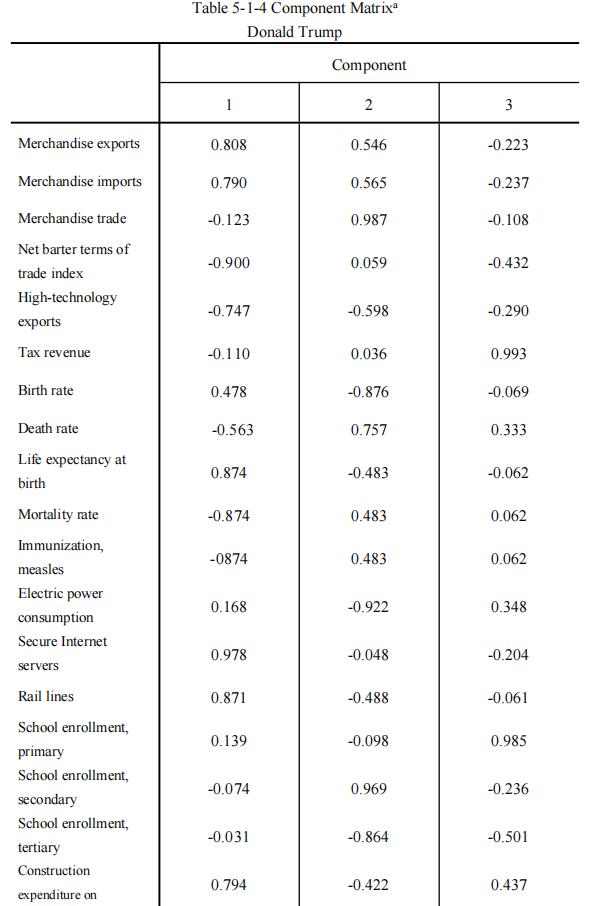 Table 5-1-4 Component Matrixᵃ
Donald Trump
Component
1 2 3
Merchandise exports 0.808 0.546 -0.223
Merchandise imports 0.790 0.565 -0.237
Merchandise trade -0.123 0.987 -0.108
Net barter terms of
trade index -0.900 0.059 -0.432
High-technology
exports -0.747 -0.598 -0.290
Tax revenue -0.110 0.036 0.993
Birth rate 0.478 -0.876 -0.069
Death rate -0.563 0.757 0.333
Life expectancy at
birth 0.874 -0.483 -0.062
Mortality rate -0.874 0.483 0.062
Immunization,
measles -0874 0.483 0.062
Electric power
consumption 0.168 -0.922 0.348
Secure Internet
servers 0.978 -0.048 -0.204
Rail lines 0.871 -0.488 -0.061
School enrollment,
primary 0.139 -0.098 0.985
School enrollment,
secondary -0.074 0.969 -0.236
School enrollment,
tertiary -0.031 -0.864 -0.501
Construction
expenditure on 0.794 -0.422 0.437